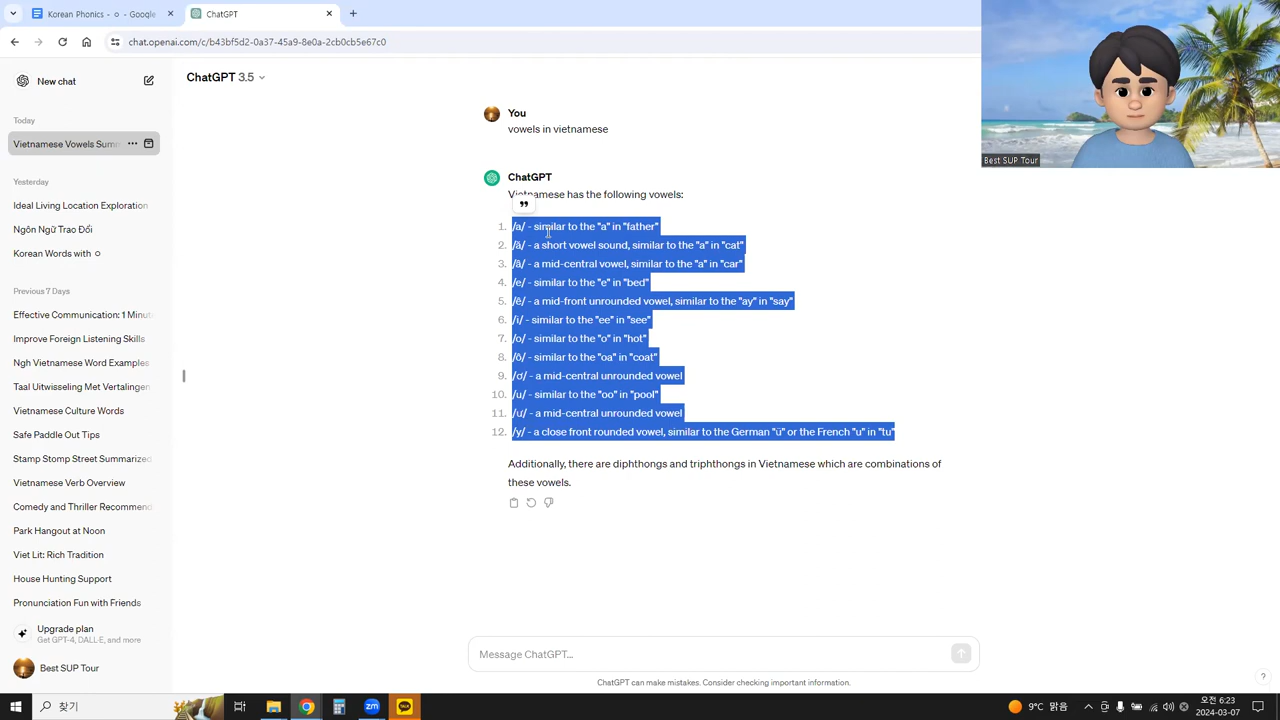 Korean Phonics - ㅇ - Google
ChatGPT
chat.openai.com/c/b43bf5d2-0a37-45a9-8e0a-2cb0cb5e67c0
New chat
Today
Vietnamese Vowels Summ
Yesterday
Ideal Living Location Exploration
Ngôn Ngữ Trao Đổi
Korean Words with ㅇ
Previous 7 Days
Effective Communication: 1 Minute
Improve Foreign Listening Skills
Ngh Vietnamese Word Examples
Taal Uitwisseling Met Vertalingen
Vietnamese Culture Words
Safe Paddle Out Tips
Stamp Stomp Street Summarized
Vietnamese Verb Overview
Comedy and Thriller Recommend
Park Hangout at Noon
Viet Lit: Rich Translation
House Hunting Support
Pronunciation Fun with Friends
Upgrade plan
Get GPT-4, DALL·E, and more
Best SUP Tour
ChatGPT 3.5
You
vowels in vietnamese
ChatGPT
Vietnamese has the following vowels:
1. /a/ - similar to the "a" in "father"
2. /ă/ - a short vowel sound, similar to the "a" in "cat"
3. /â/ - a mid-central vowel, similar to the "a" in "car"
4. /e/ - similar to the "e" in "bed"
5. /ê/ - a mid-front unrounded vowel, similar to the "ay" in "say"
6. /i/ - similar to the "ee" in "see"
7. /o/ - similar to the "o" in "hot"
8. /ô/ - similar to the "oa" in "coat"
9. /ơ/ - a mid-central unrounded vowel
10. /u/ - similar to the "oo" in "pool"
11. /ư/ - a mid-central unrounded vowel
12. /y/ - a close front rounded vowel, similar to the German "ü" or the French "u" in "tu"
Additionally, there are diphthongs and triphthongs in Vietnamese which are combinations of
these vowels.
Message ChatGPT...
ChatGPT can make mistakes. Consider checking important information.
?
Best SUP Tour
찾기
zm
TALK
9°C 맑음
오전 6:23
2024-03-07